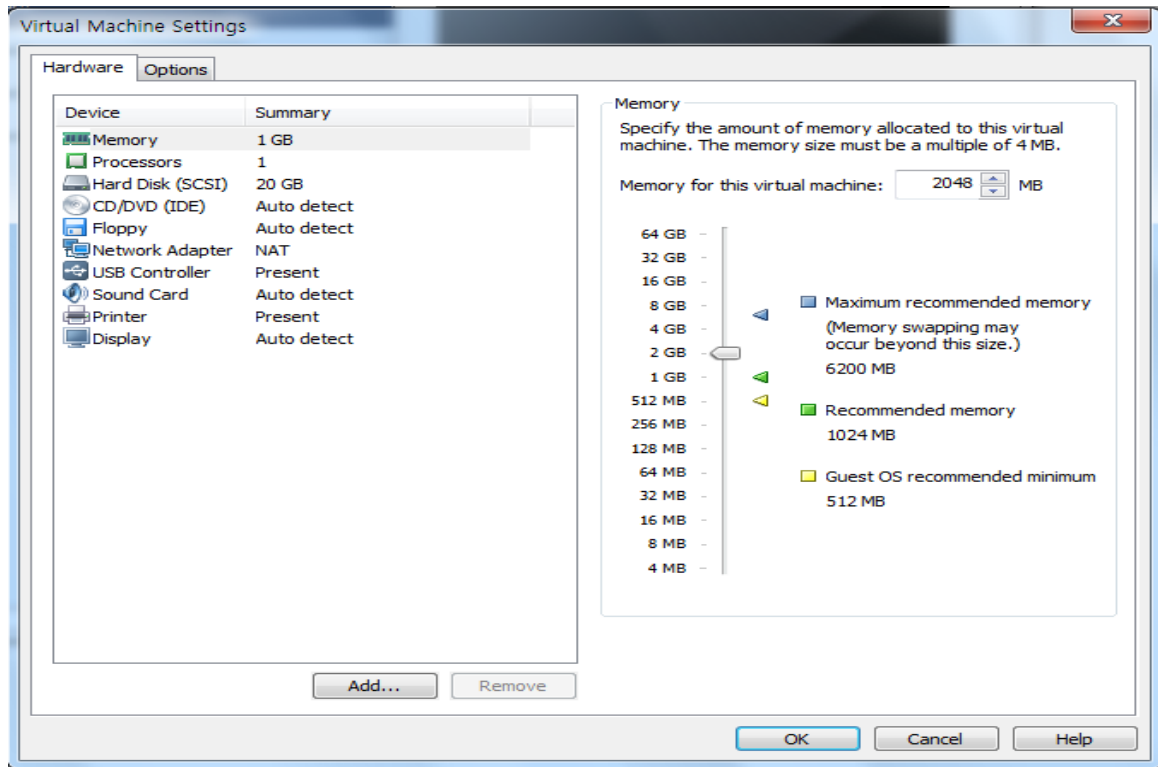 Virtual Machine Settings
Hardware Options
Device Summary
Memory 1 GB
Processors 1
Hard Disk (SCSI) 20 GB
CD/DVD (IDE) Auto detect
Floppy Auto detect
Network Adapter NAT
USB Controller Present
Sound Card Auto detect
Printer Present
Display Auto detect
Add... Remove
Memory
Specify the amount of memory allocated to this virtual
machine. The memory size must be a multiple of 4 MB.
Memory for this virtual machine: 2048 MB
64 GB
32 GB
16 GB
8 GB
4 GB
2 GB
1 GB
512 MB
256 MB
128 MB
64 MB
32 MB
16 MB
8 MB
4 MB
Maximum recommended memory
(Memory swapping may
occur beyond this size.)
6200 MB
Recommended memory
1024 MB
Guest OS recommended minimum
512 MB
OK Cancel Help